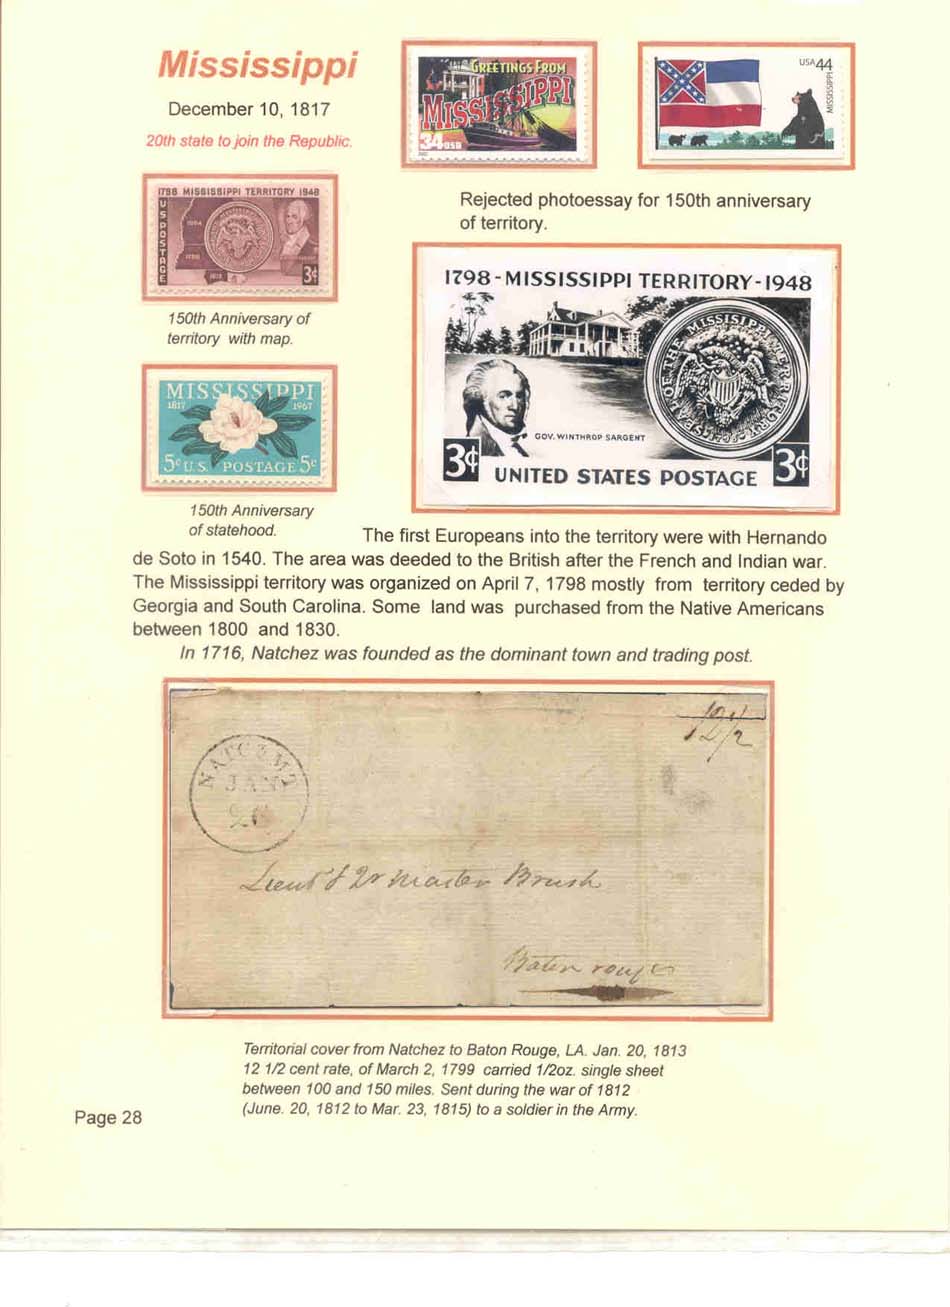 Mississippi
December 10, 1817
20th state to join the Republic.
GREETINGS FROM
MISSISSIPPI
34USD
USA44
MISSISSIPPI
1798 MISSISSIPPI TERRITORY 1948
US POSTAGE
3¢
150th Anniversary of
territory with map.
Rejected photoessay for 150th anniversary
of territory.
1798-MISSISSIPPI TERRITORY-1948
SEAL OF THE MISSISSIPPI TERRITORY
GOV. WINTHROP SARGENT
3¢ UNITED STATES POSTAGE 3¢
MISSISSIPPI
1817 1967
5c U.S. POSTAGE 5c
150th Anniversary
of statehood.
The first Europeans into the territory were with Hernando
de Soto in 1540. The area was deeded to the British after the French and Indian war.
The Mississippi territory was organized on April 7, 1798 mostly from territory ceded by
Georgia and South Carolina. Some land was purchased from the Native Americans
between 1800 and 1830.
In 1716, Natchez was founded as the dominant town and trading post.
12 1/2
NATCEZ M.T
JAN
20
Lieut & Qr Master Brush
Baten rouge
Territorial cover from Natchez to Baton Rouge, LA. Jan. 20, 1813
12 1/2 cent rate, of March 2, 1799 carried 1/2oz. single sheet
between 100 and 150 miles. Sent during the war of 1812
(June. 20, 1812 to Mar. 23, 1815) to a soldier in the Army.
Page 28